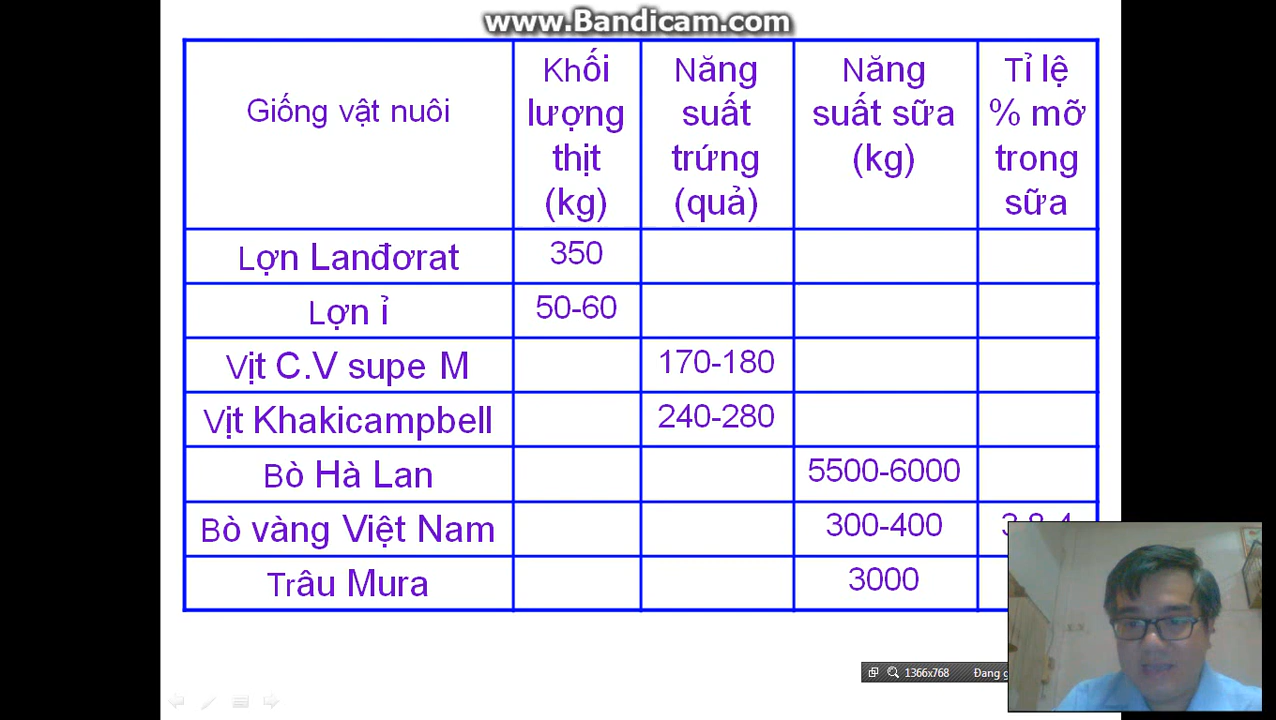 www.Bandicam.com
Giống vật nuôi
Khối
lượng
thịt
(kg)
Năng
suất
trứng
(quả)
Năng
suất sữa
(kg)
Tỉ lệ
% mỡ
trong
sữa
Lợn Lanđơrat 350
Lợn ỉ 50-60
Vịt C.V supe M 170-180
Vịt Khakicampbell 240-280
Bò Hà Lan 5500-6000
Bò vàng Việt Nam 300-400
Trâu Mura 3000
1366x768 Đang